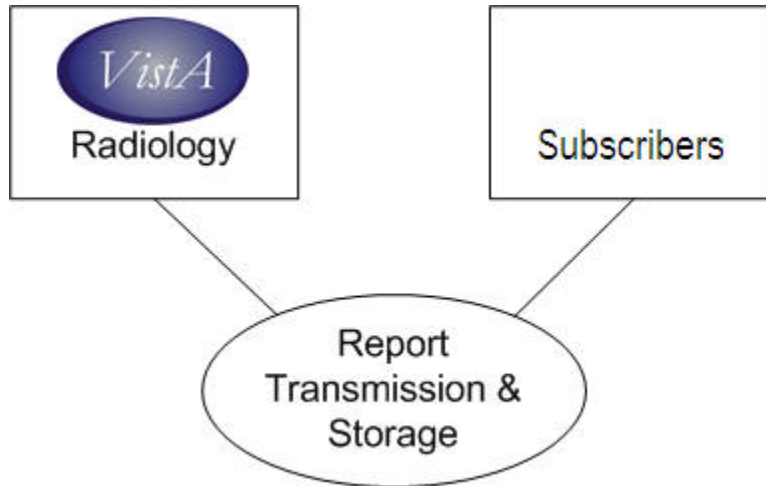 VistA
Radiology
Subscribers
Report
Transmission &
Storage